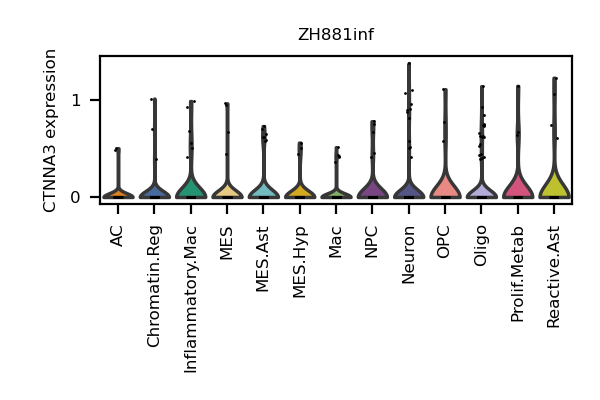 ZH881inf
CTNNA3 expression
1
0
AC
Chromatin.Reg
Inflammatory.Mac
MES
MES.Ast
MES.Hyp
Mac
NPC
Neuron
OPC
Oligo
Prolif.Metab
Reactive.Ast